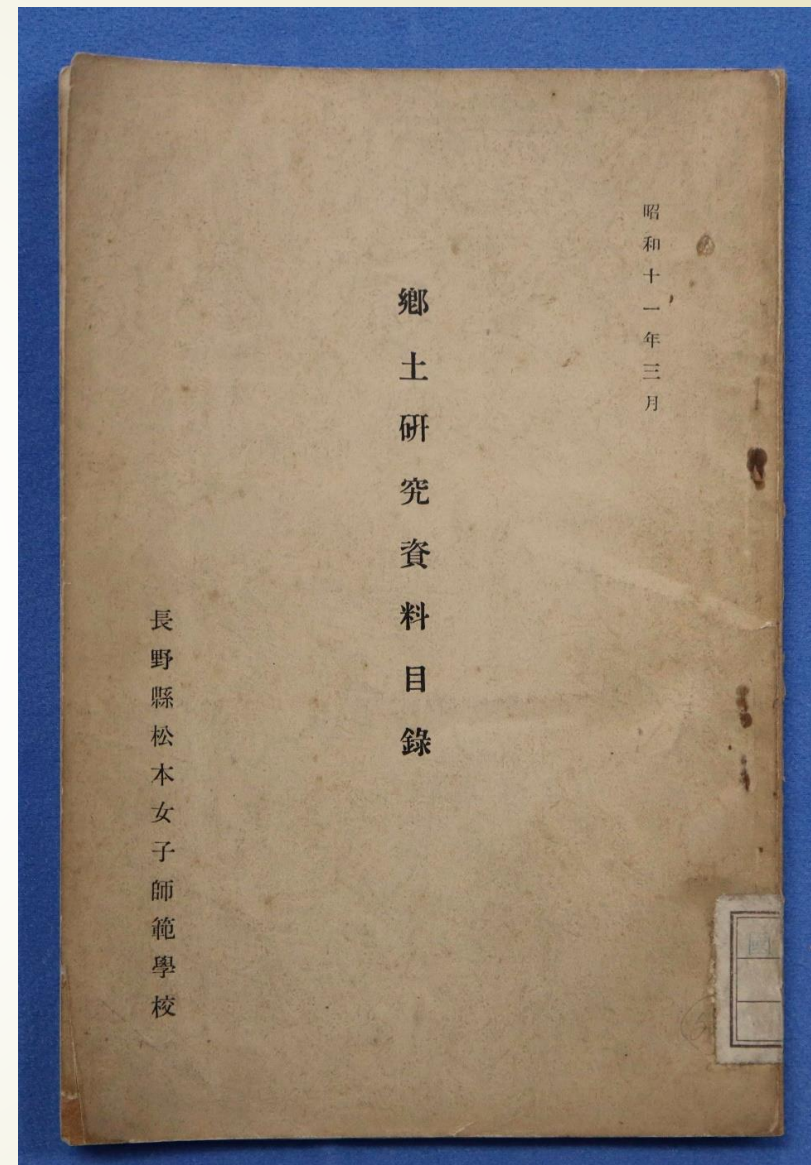 昭和十一年三月
鄉土研究資料目錄
長野縣松本女子師範學校
國